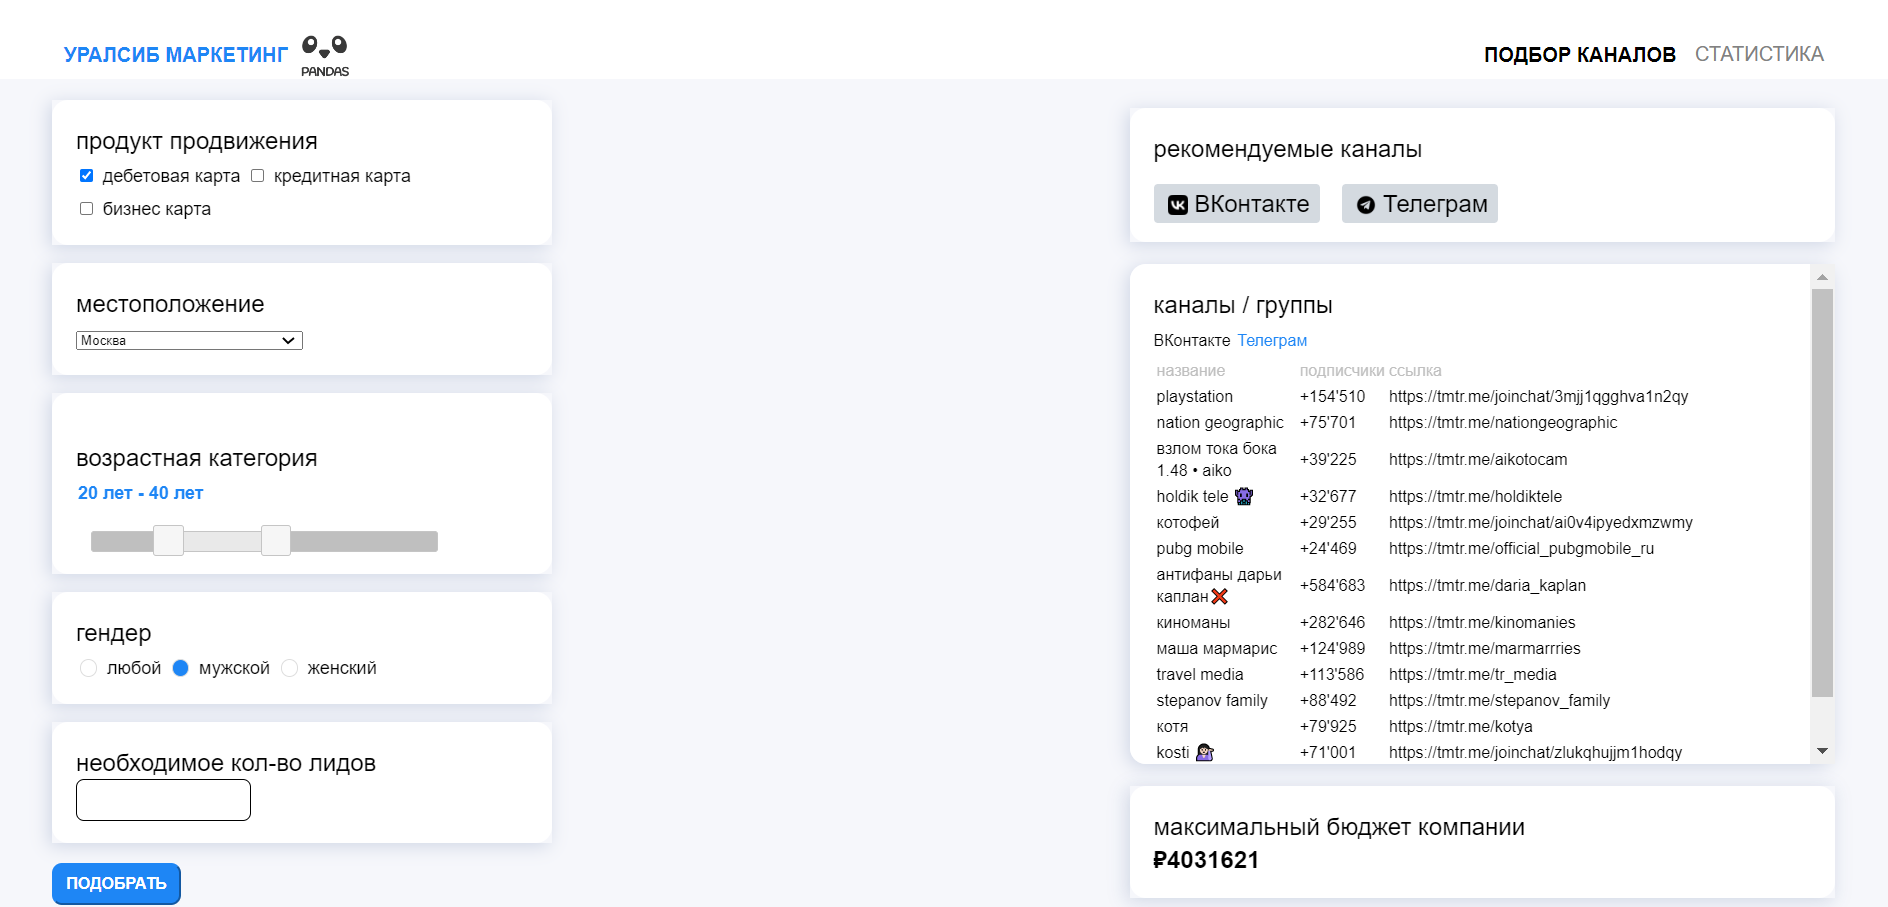 УРАЛСИБ МАРКЕТИНГ
PANDAS
ПОДБОР КАНАЛОВ СТАТИСТИКА
продукт продвижения
дебетовая карта кредитная карта
бизнес карта
местоположение
Москва
возрастная категория
20 лет - 40 лет
гендер
любой мужской женский
необходимое кол-во лидов
ПОДОБРАТЬ
рекомендуемые каналы
ВКонтакте Телеграм
каналы / группы
ВКонтакте Телеграм
название подписчики ссылка
playstation +154'510 https://tmtr.me/joinchat/3mjj1qgghva1n2qy
nation geographic +75'701 https://tmtr.me/nationgeographic
взлом тока бока
1.48 • aiko +39'225 https://tmtr.me/aikotocam
holdik tele +32'677 https://tmtr.me/holdiktele
котофей +29'255 https://tmtr.me/joinchat/ai0v4ipyedxmzwmy
pubg mobile +24'469 https://tmtr.me/official_pubgmobile_ru
антифаны дарьи
каплан❌ +584'683 https://tmtr.me/daria_kaplan
киноманы +282'646 https://tmtr.me/kinomanies
маша мармарис +124'989 https://tmtr.me/marmarrries
travel media +113'586 https://tmtr.me/tr_media
stepanov family +88'492 https://tmtr.me/stepanov_family
котя +79'925 https://tmtr.me/kotya
kosti +71'001 https://tmtr.me/joinchat/zlukqhujjm1hodqy
максимальный бюджет компании
₽4031621